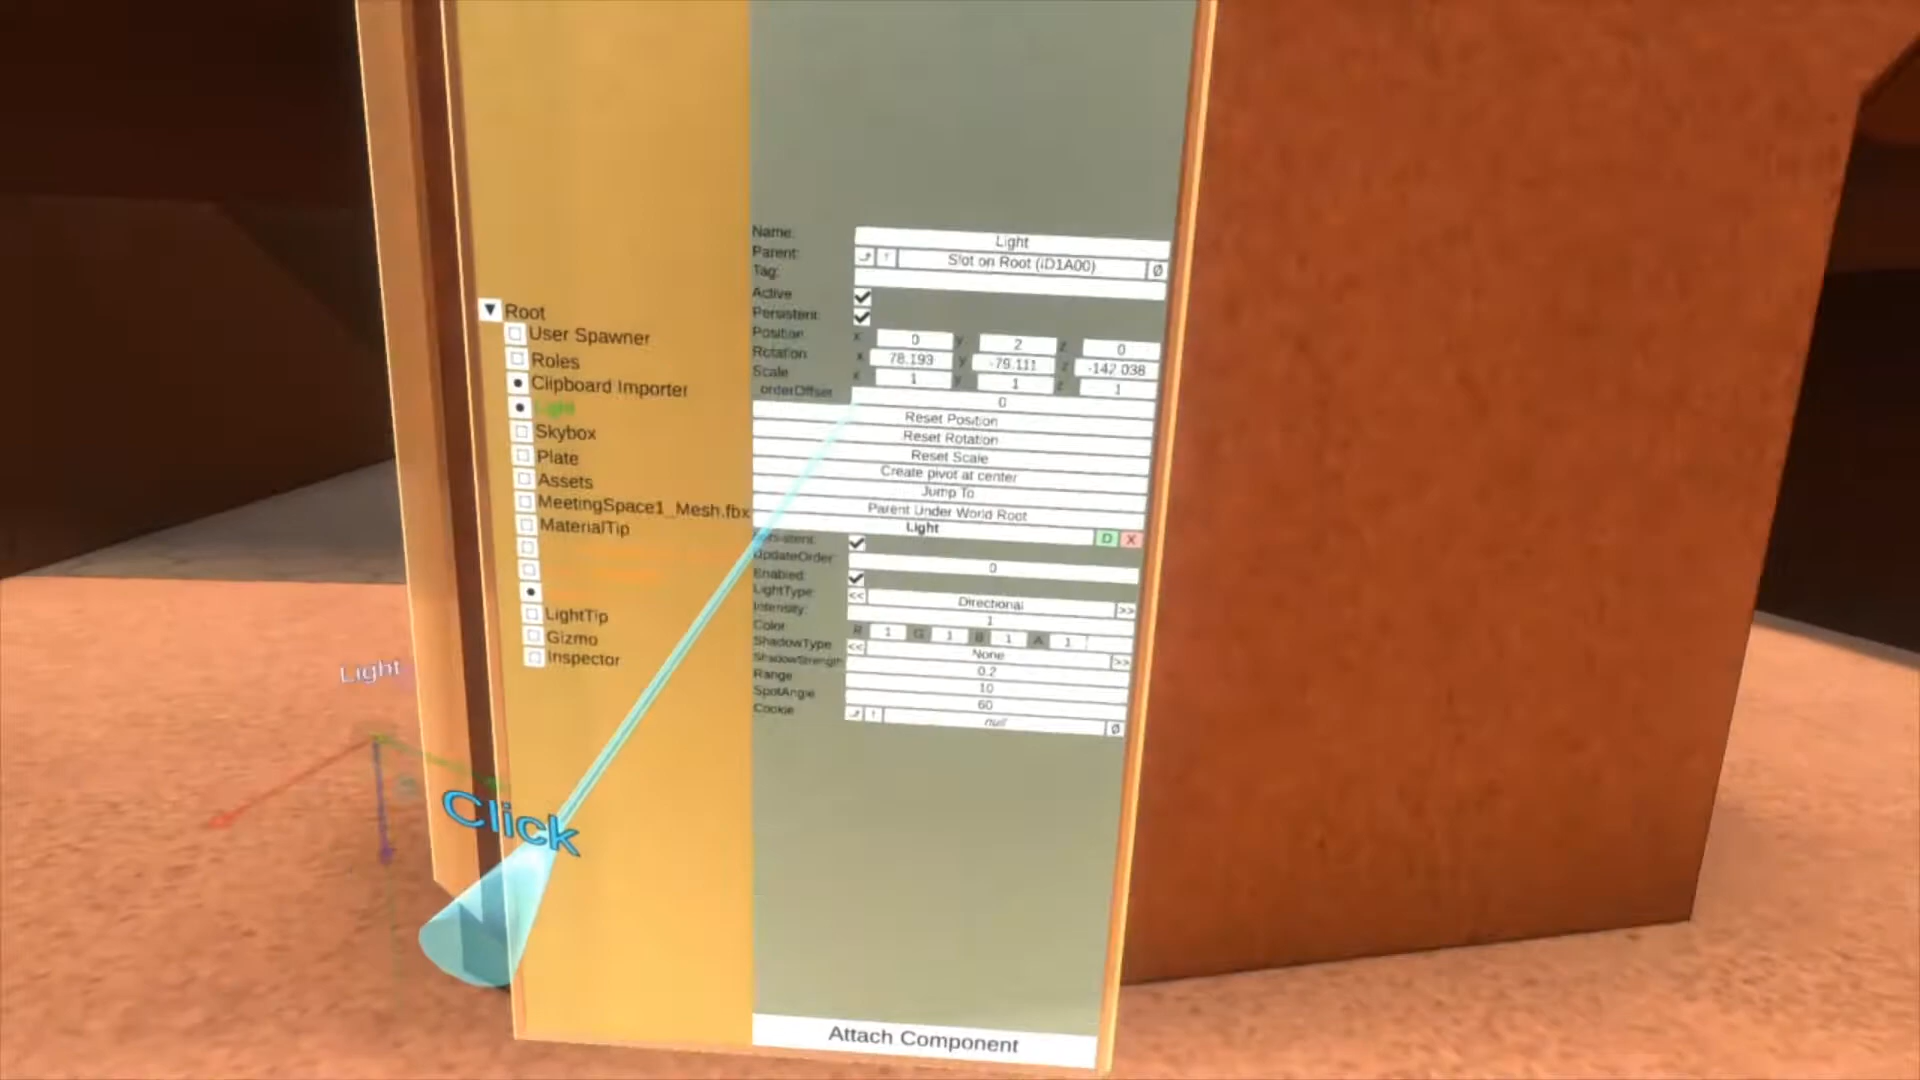 Root
User Spawner
Roles
Clipboard Importer
Light
Skybox
Plate
Assets
MeetingSpace1_Mesh.fbx
MaterialTip
LightTip
Gizmo
Inspector
Name: Light
Parent: Slot on Root (ID1A00) Ø
Tag:
Active
Persistent:
Position x 0 y 2 z 0
Rotation x 78.193 y -79.111 z -142.038
Scale x 1 y 1 z 1
orderOffset 0
Reset Position
Reset Rotation
Reset Scale
Create pivot at center
Jump To
Parent Under World Root
Light D X
Persistent:
UpdateOrder: 0
Enabled:
LightType: << Directional >>
Intensity: 1
Color R 1 G 1 B 1 A 1
ShadowType << None >>
ShadowStrength 0.2
Range 10
SpotAngle 60
Cookie null Ø
Attach Component
Light
Click